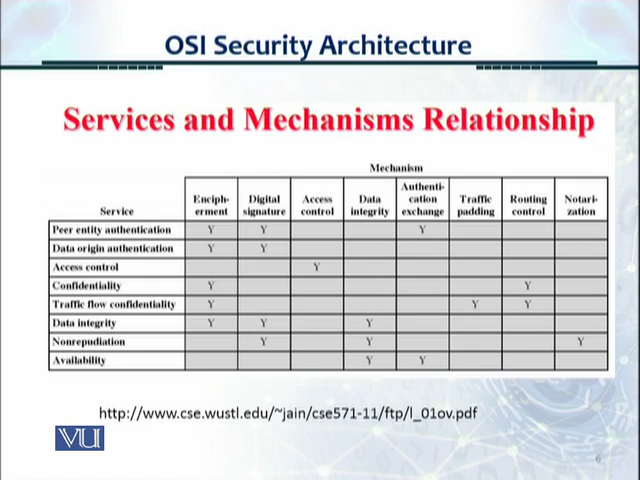 OSI Security Architecture
Services and Mechanisms Relationship
Mechanism
Service Enciph-erment Digital signature Access control Data integrity Authenti-cation exchange Traffic padding Routing control Notari-zation
Peer entity authentication Y Y Y
Data origin authentication Y Y
Access control Y
Confidentiality Y Y
Traffic flow confidentiality Y Y Y
Data integrity Y Y Y
Nonrepudiation Y Y Y
Availability Y Y
http://www.cse.wustl.edu/~jain/cse571-11/ftp/l_01ov.pdf
VU
6